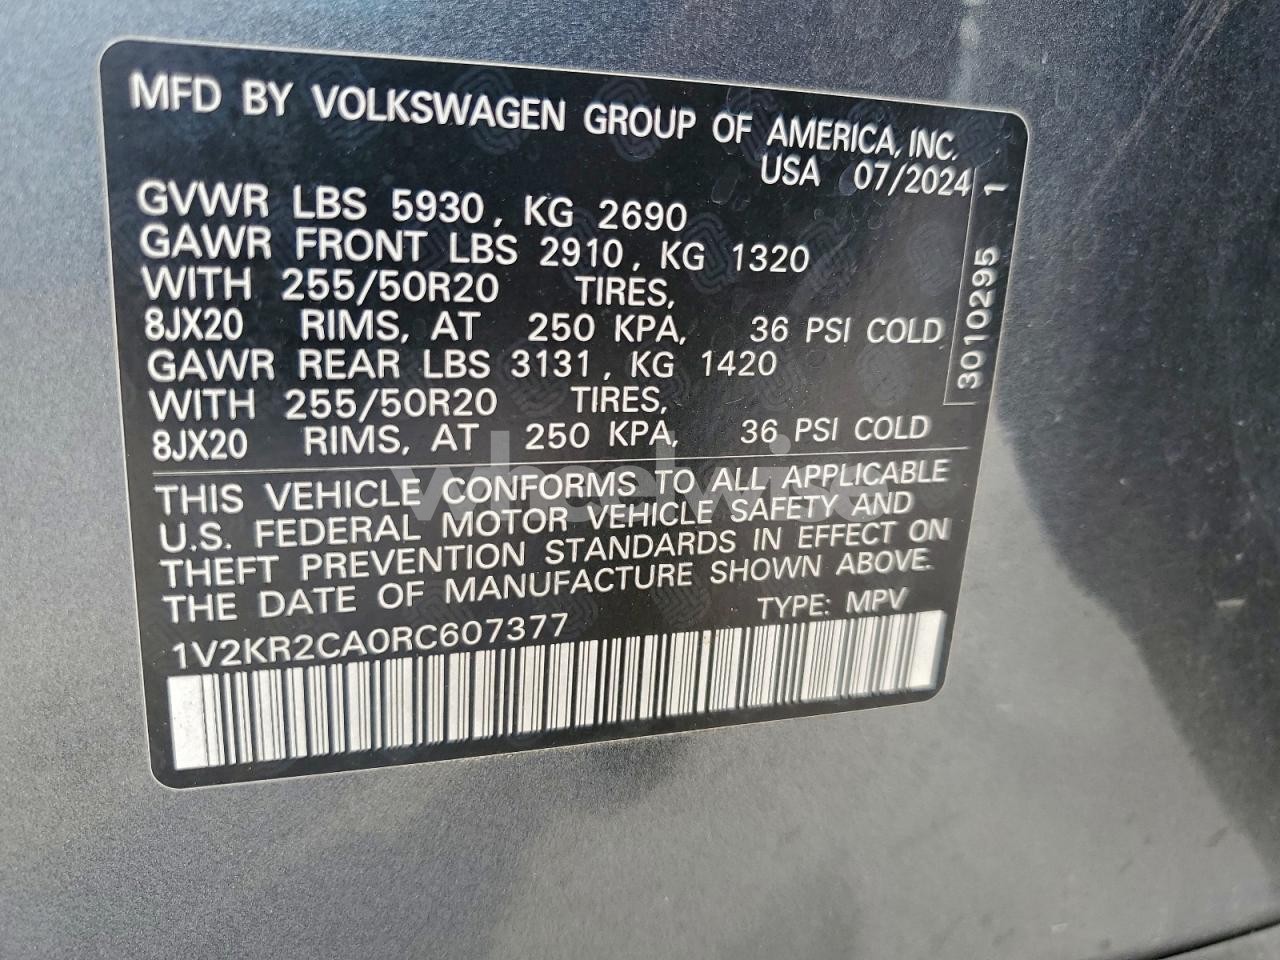 MFD BY VOLKSWAGEN GROUP OF AMERICA, INC.
USA 07/2024
GVWR LBS 5930, KG 2690
GAWR FRONT LBS 2910, KG 1320
WITH 255/50R20 TIRES,
8JX20 RIMS, AT 250 KPA, 36 PSI COLD
GAWR REAR LBS 3131, KG 1420
WITH 255/50R20 TIRES,
8JX20 RIMS, AT 250 KPA, 36 PSI COLD
3010295 1
THIS VEHICLE CONFORMS TO ALL APPLICABLE
U.S. FEDERAL MOTOR VEHICLE SAFETY AND
THEFT PREVENTION STANDARDS IN EFFECT ON
THE DATE OF MANUFACTURE SHOWN ABOVE.
TYPE: MPV
1V2KR2CA0RC607377